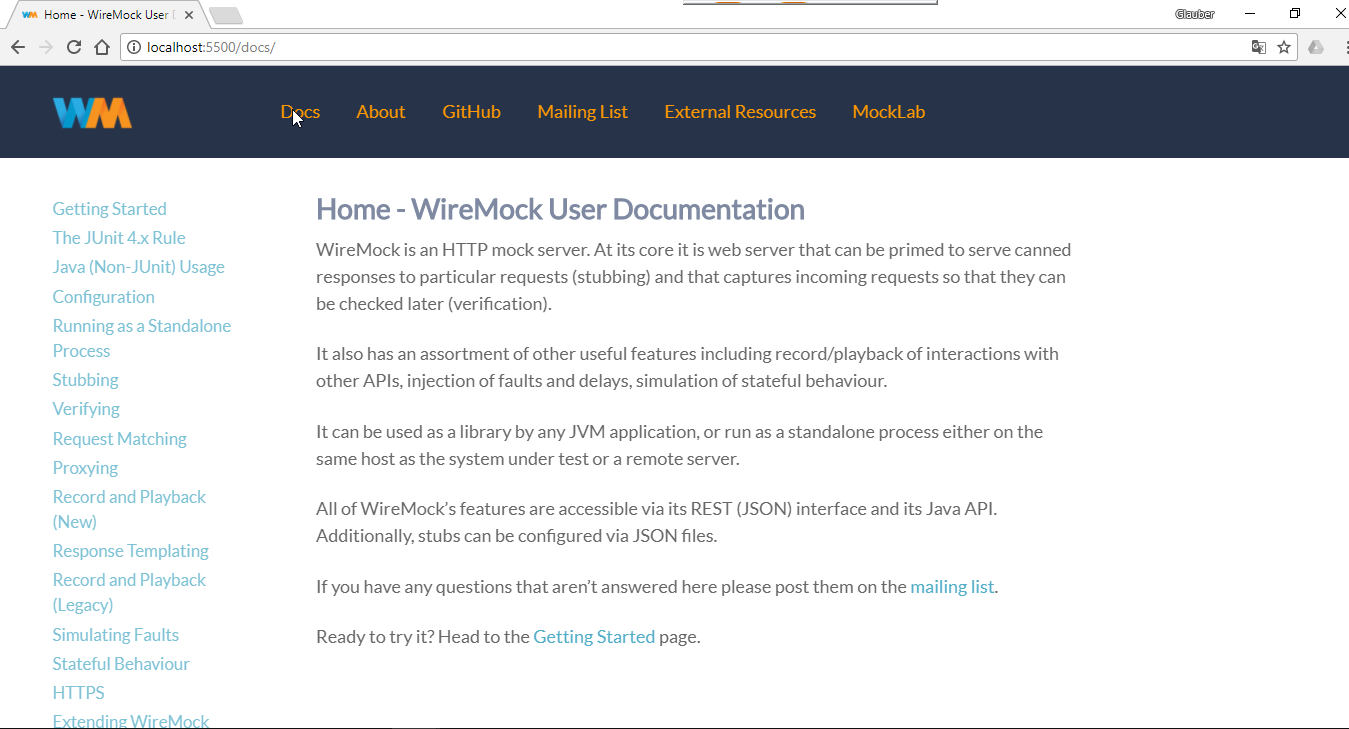 Home - WireMock User D
Glauber
localhost:5500/docs/
WM
Docs About GitHub Mailing List External Resources MockLab
Getting Started
The JUnit 4.x Rule
Java (Non-JUnit) Usage
Configuration
Running as a Standalone
Process
Stubbing
Verifying
Request Matching
Proxying
Record and Playback
(New)
Response Templating
Record and Playback
(Legacy)
Simulating Faults
Stateful Behaviour
HTTPS
Extending WireMock
Home - WireMock User Documentation
WireMock is an HTTP mock server. At its core it is web server that can be primed to serve canned
responses to particular requests (stubbing) and that captures incoming requests so that they can
be checked later (verification).
It also has an assortment of other useful features including record/playback of interactions with
other APIs, injection of faults and delays, simulation of stateful behaviour.
It can be used as a library by any JVM application, or run as a standalone process either on the
same host as the system under test or a remote server.
All of WireMock’s features are accessible via its REST (JSON) interface and its Java API.
Additionally, stubs can be configured via JSON files.
If you have any questions that aren’t answered here please post them on the mailing list.
Ready to try it? Head to the Getting Started page.